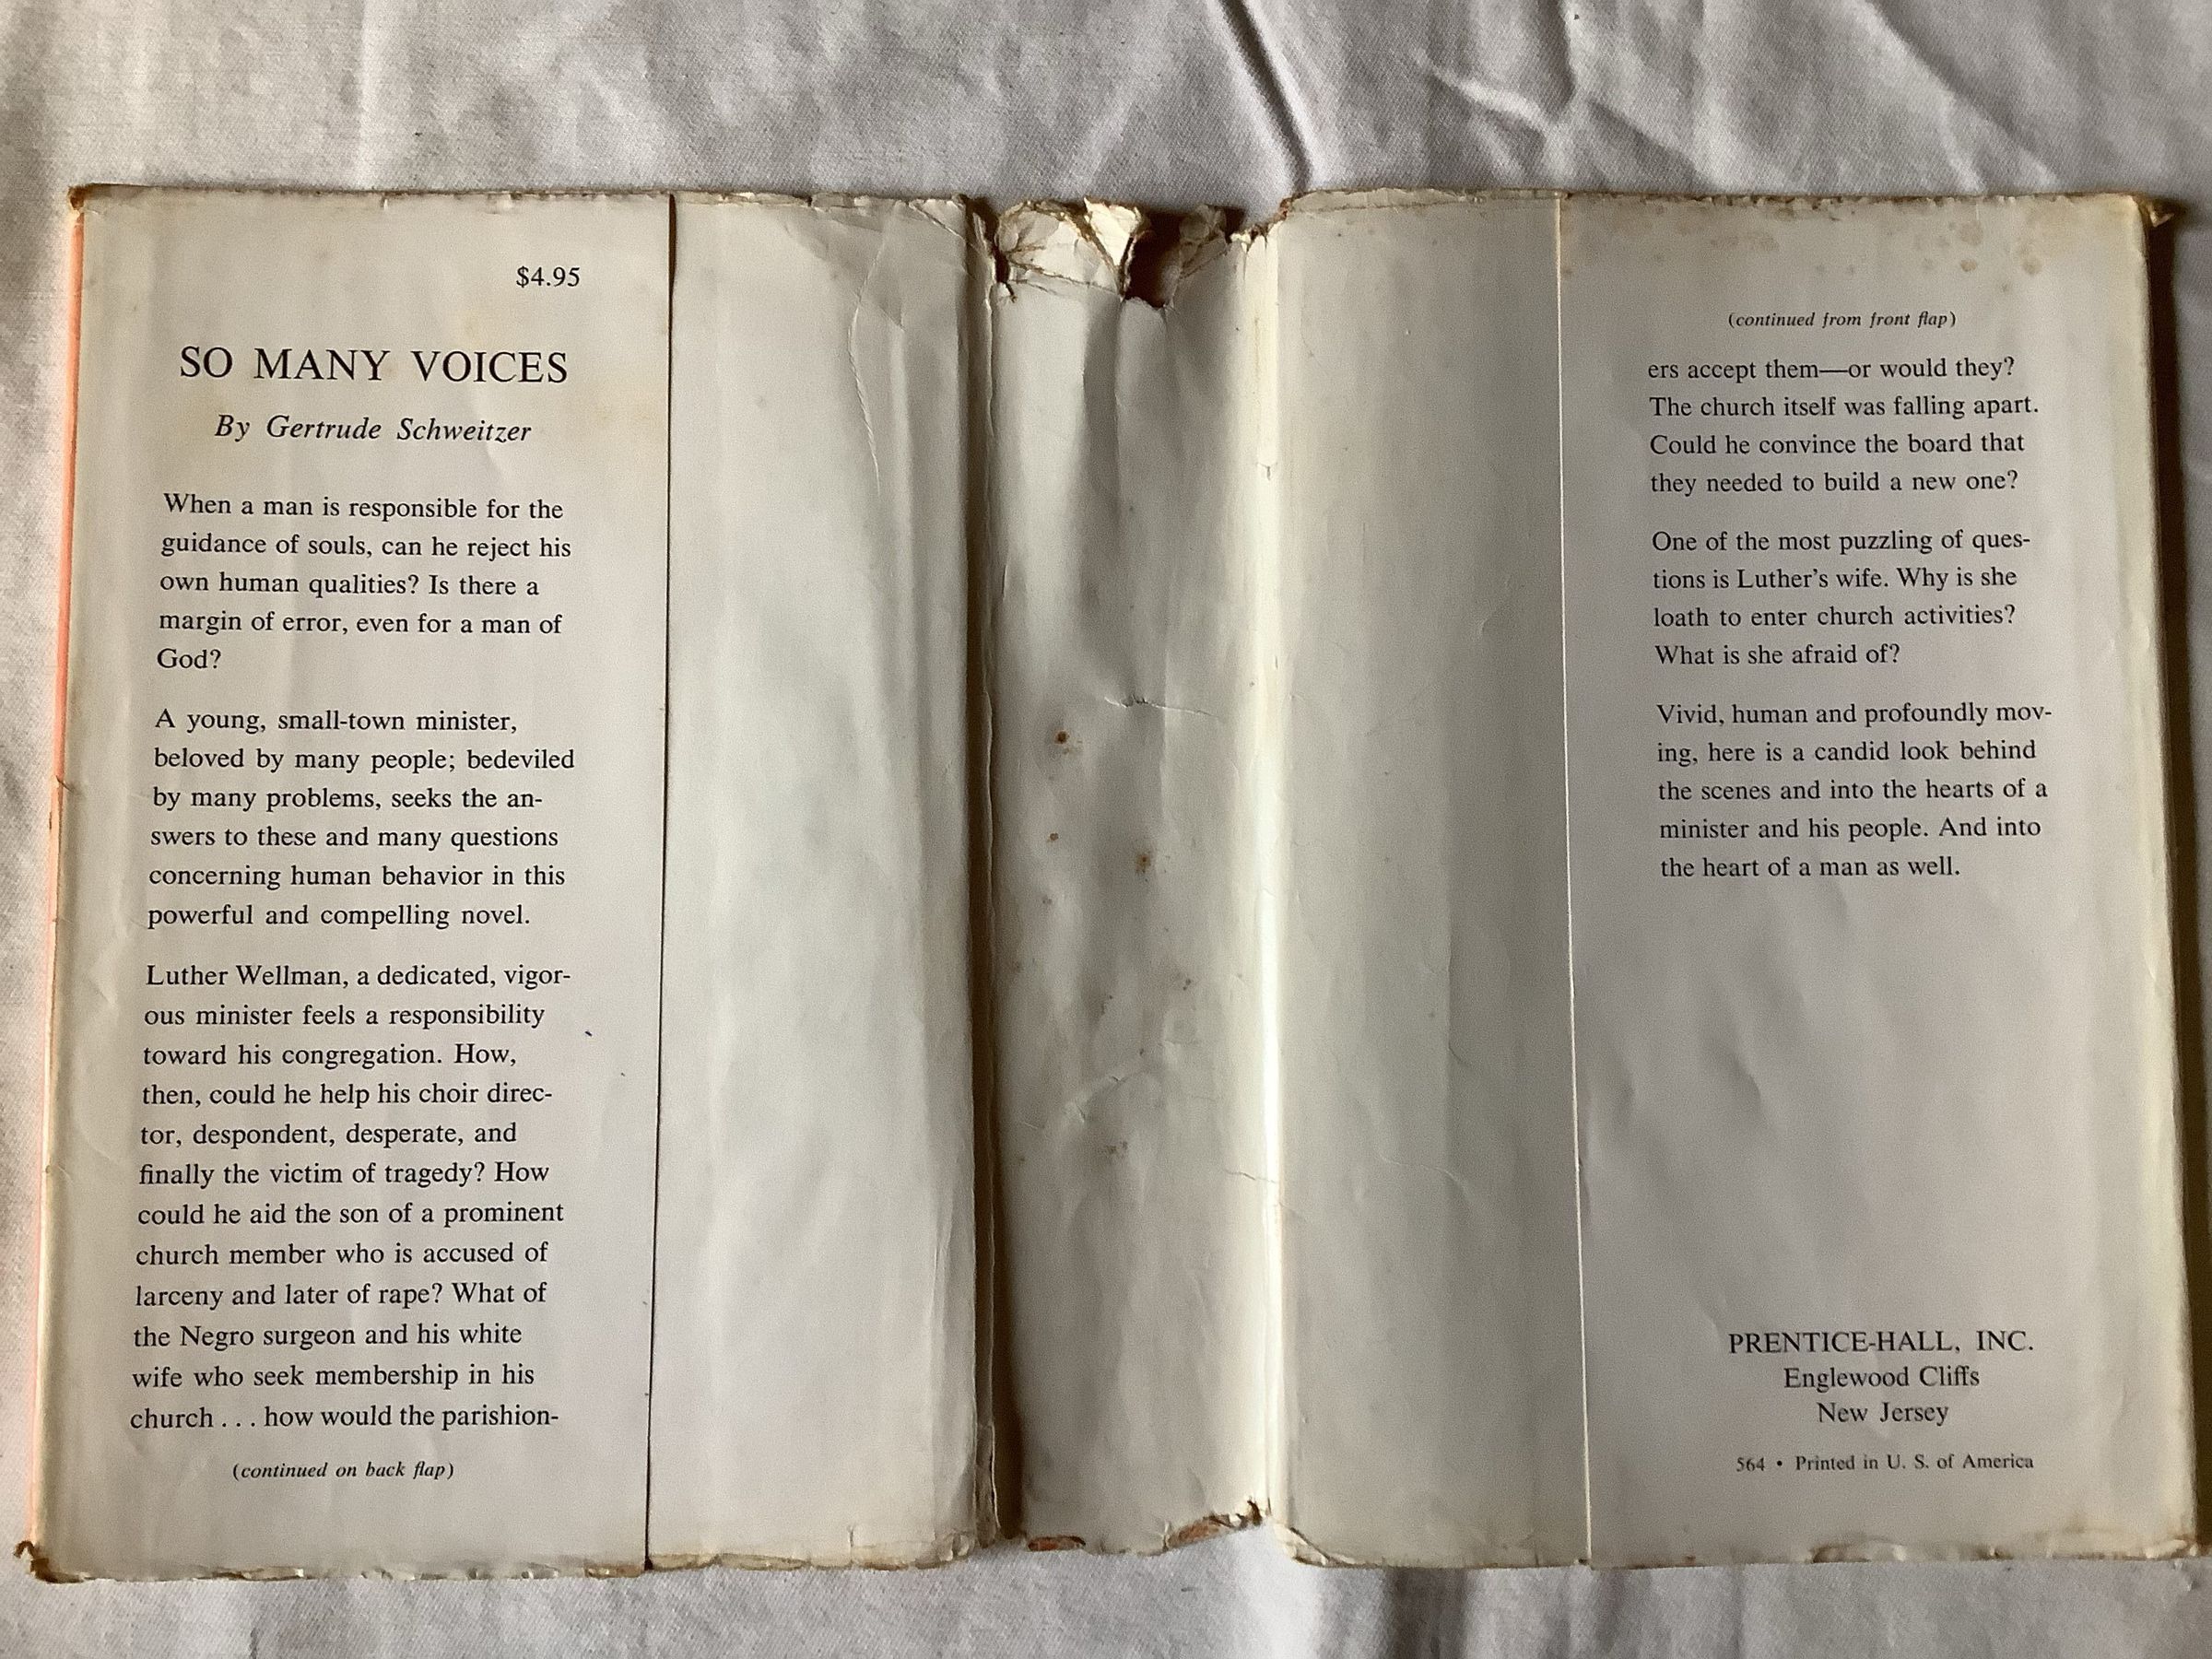 $4.95
SO MANY VOICES
By Gertrude Schweitzer
When a man is responsible for the
guidance of souls, can he reject his
own human qualities? Is there a
margin of error, even for a man of
God?
A young, small-town minister,
beloved by many people; bedeviled
by many problems, seeks the an-
swers to these and many questions
concerning human behavior in this
powerful and compelling novel.
Luther Wellman, a dedicated, vigor-
ous minister feels a responsibility
toward his congregation. How,
then, could he help his choir direc-
tor, despondent, desperate, and
finally the victim of tragedy? How
could he aid the son of a prominent
church member who is accused of
larceny and later of rape? What of
the Negro surgeon and his white
wife who seek membership in his
church . . . how would the parishion-
(continued on back flap)
(continued from front flap)
ers accept them—or would they?
The church itself was falling apart.
Could he convince the board that
they needed to build a new one?
One of the most puzzling of ques-
tions is Luther's wife. Why is she
loath to enter church activities?
What is she afraid of?
Vivid, human and profoundly mov-
ing, here is a candid look behind
the scenes and into the hearts of a
minister and his people. And into
the heart of a man as well.
PRENTICE-HALL, INC.
Englewood Cliffs
New Jersey
564 • Printed in U. S. of America